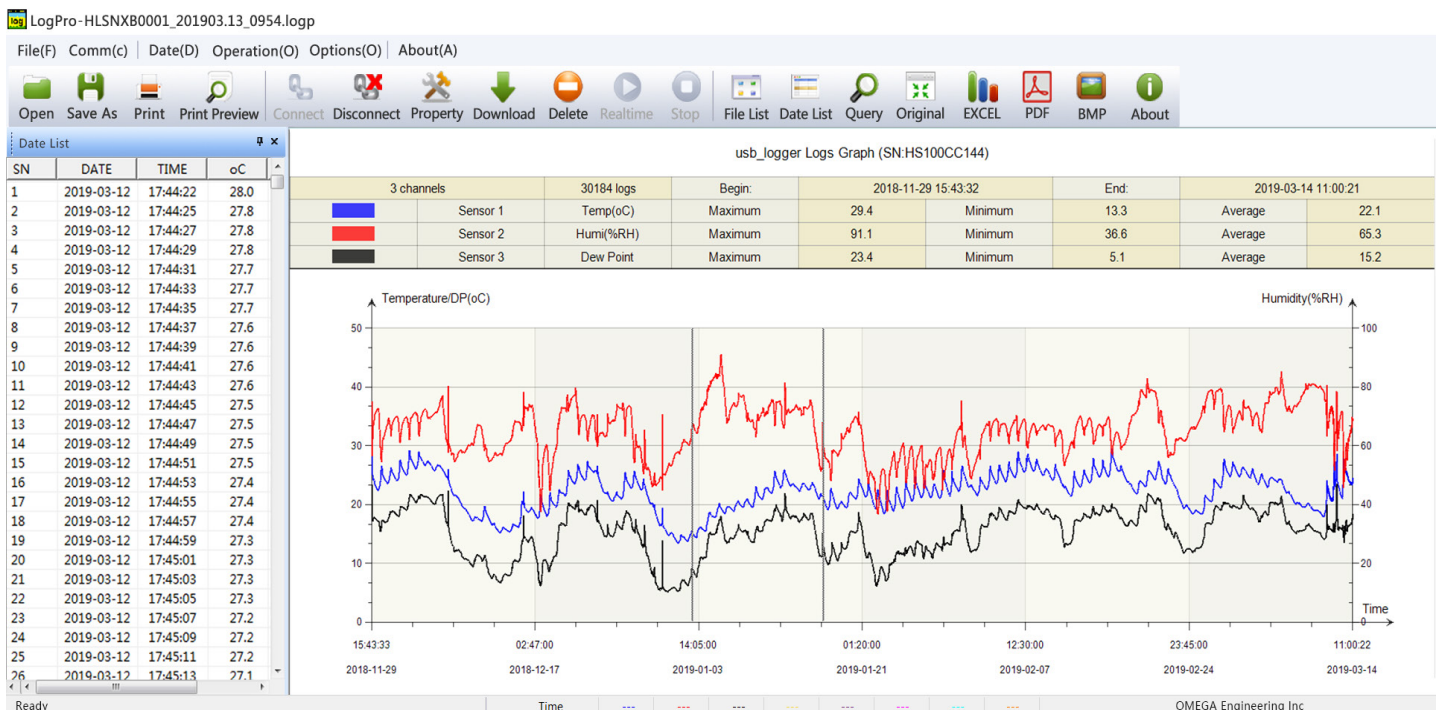 log LogPro-HLSNXB0001_201903.13_0954.logp
File(F) Comm(c) Date(D) Operation(O) Options(O) About(A)
Open Save As Print Print Preview Connect Disconnect Property Download Delete Realtime Stop File List Date List Query Original EXCEL PDF BMP About
Date List
SN DATE TIME oC
1 2019-03-12 17:44:22 28.0
2 2019-03-12 17:44:25 27.8
3 2019-03-12 17:44:27 27.8
4 2019-03-12 17:44:29 27.8
5 2019-03-12 17:44:31 27.7
6 2019-03-12 17:44:33 27.7
7 2019-03-12 17:44:35 27.7
8 2019-03-12 17:44:37 27.6
9 2019-03-12 17:44:39 27.6
10 2019-03-12 17:44:41 27.6
11 2019-03-12 17:44:43 27.6
12 2019-03-12 17:44:45 27.5
13 2019-03-12 17:44:47 27.5
14 2019-03-12 17:44:49 27.5
15 2019-03-12 17:44:51 27.5
16 2019-03-12 17:44:53 27.4
17 2019-03-12 17:44:55 27.4
18 2019-03-12 17:44:57 27.4
19 2019-03-12 17:44:59 27.3
20 2019-03-12 17:45:01 27.3
21 2019-03-12 17:45:03 27.3
22 2019-03-12 17:45:05 27.3
23 2019-03-12 17:45:07 27.2
24 2019-03-12 17:45:09 27.2
25 2019-03-12 17:45:11 27.2
26 2019-03-12 17:45:13 27.1
usb_logger Logs Graph (SN:HS100CC144)
3 channels 30184 logs Begin: 2018-11-29 15:43:32 End: 2019-03-14 11:00:21
Sensor 1 Temp(oC) Maximum 29.4 Minimum 13.3 Average 22.1
Sensor 2 Humi(%RH) Maximum 91.1 Minimum 36.6 Average 65.3
Sensor 3 Dew Point Maximum 23.4 Minimum 5.1 Average 15.2
Temperature/DP(oC) Humidity(%RH)
50 100
40 80
30 60
20 40
10 20
Time
0 0
15:43:33 02:47:00 14:05:00 01:20:00 12:30:00 23:45:00 11:00:22
2018-11-29 2018-12-17 2019-01-03 2019-01-21 2019-02-07 2019-02-24 2019-03-14
Ready Time --- --- --- --- --- --- --- --- OMEGA Engineering Inc